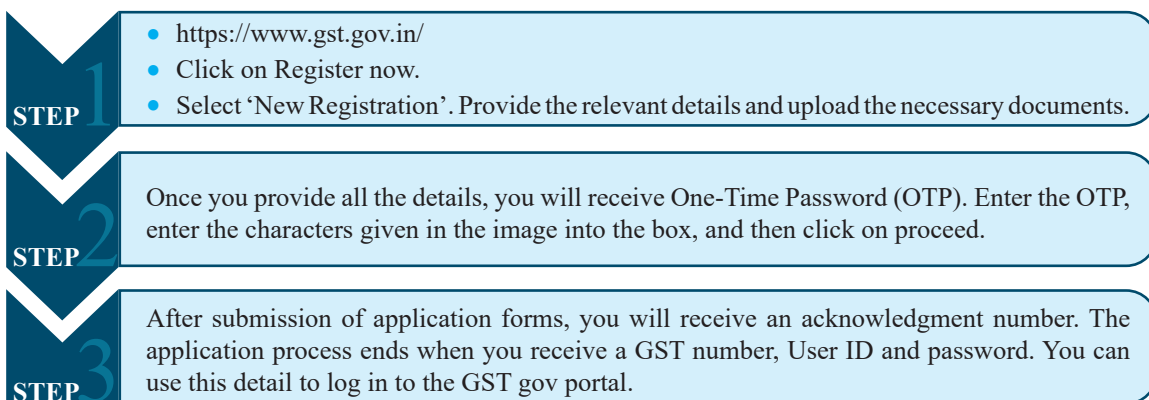 STEP 1
• https://www.gst.gov.in/
• Click on Register now.
• Select ‘New Registration’. Provide the relevant details and upload the necessary documents.
STEP 2
Once you provide all the details, you will receive One-Time Password (OTP). Enter the OTP,
enter the characters given in the image into the box, and then click on proceed.
STEP 3
After submission of application forms, you will receive an acknowledgment number. The
application process ends when you receive a GST number, User ID and password. You can
use this detail to log in to the GST gov portal.